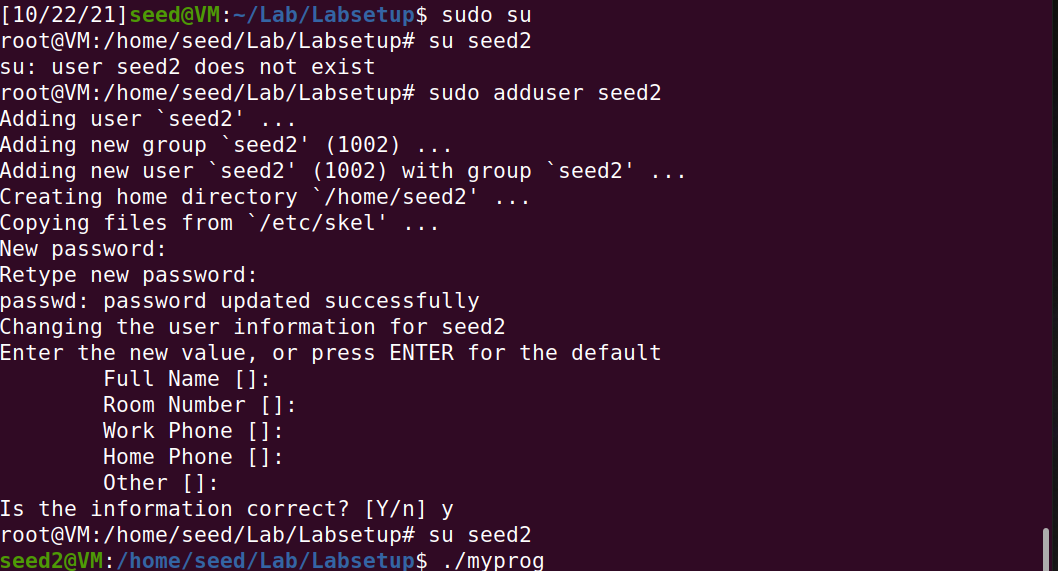 [10/22/21]seed@VM:~/Lab/Labsetup$ sudo su
root@VM:/home/seed/Lab/Labsetup# su seed2
su: user seed2 does not exist
root@VM:/home/seed/Lab/Labsetup# sudo adduser seed2
Adding user `seed2' ...
Adding new group `seed2' (1002) ...
Adding new user `seed2' (1002) with group `seed2' ...
Creating home directory `/home/seed2' ...
Copying files from `/etc/skel' ...
New password:
Retype new password:
passwd: password updated successfully
Changing the user information for seed2
Enter the new value, or press ENTER for the default
        Full Name []:
        Room Number []:
        Work Phone []:
        Home Phone []:
        Other []:
Is the information correct? [Y/n] y
root@VM:/home/seed/Lab/Labsetup# su seed2
seed2@VM:/home/seed/Lab/Labsetup$ ./myprog